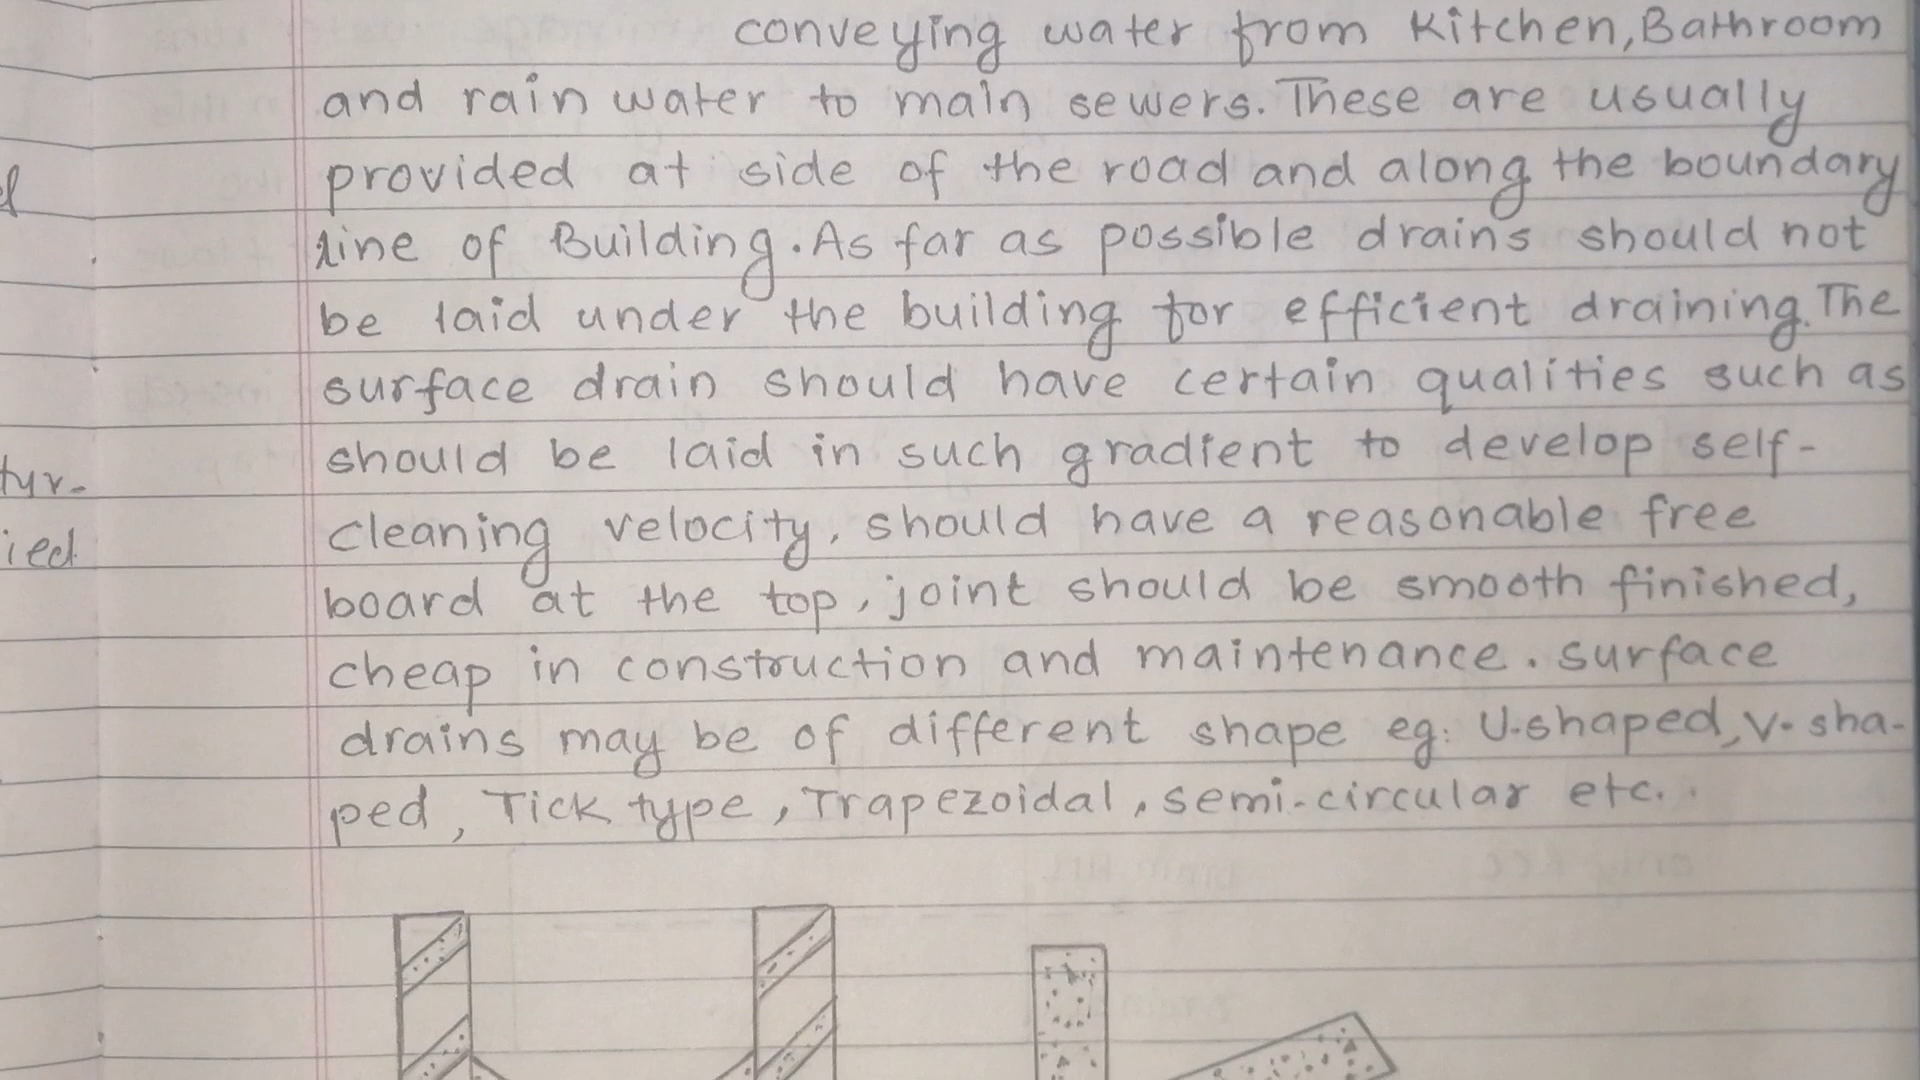 conveying water from Kitchen, Bathroom
and rain water to main sewers. These are usually
provided at side of the road and along the boundary
line of Building. As far as possible drains should not
be laid under the building for efficient draining. The
surface drain should have certain qualities such as
should be laid in such gradient to develop self-
tyr-
cleaning velocity, should have a reasonable free
ied
board at the top, joint should be smooth finished,
cheap in construction and maintenance. surface
drains may be of different shape eg: U-shaped, V-sha-
ped, Tick type, Trapezoidal, semi-circular etc.